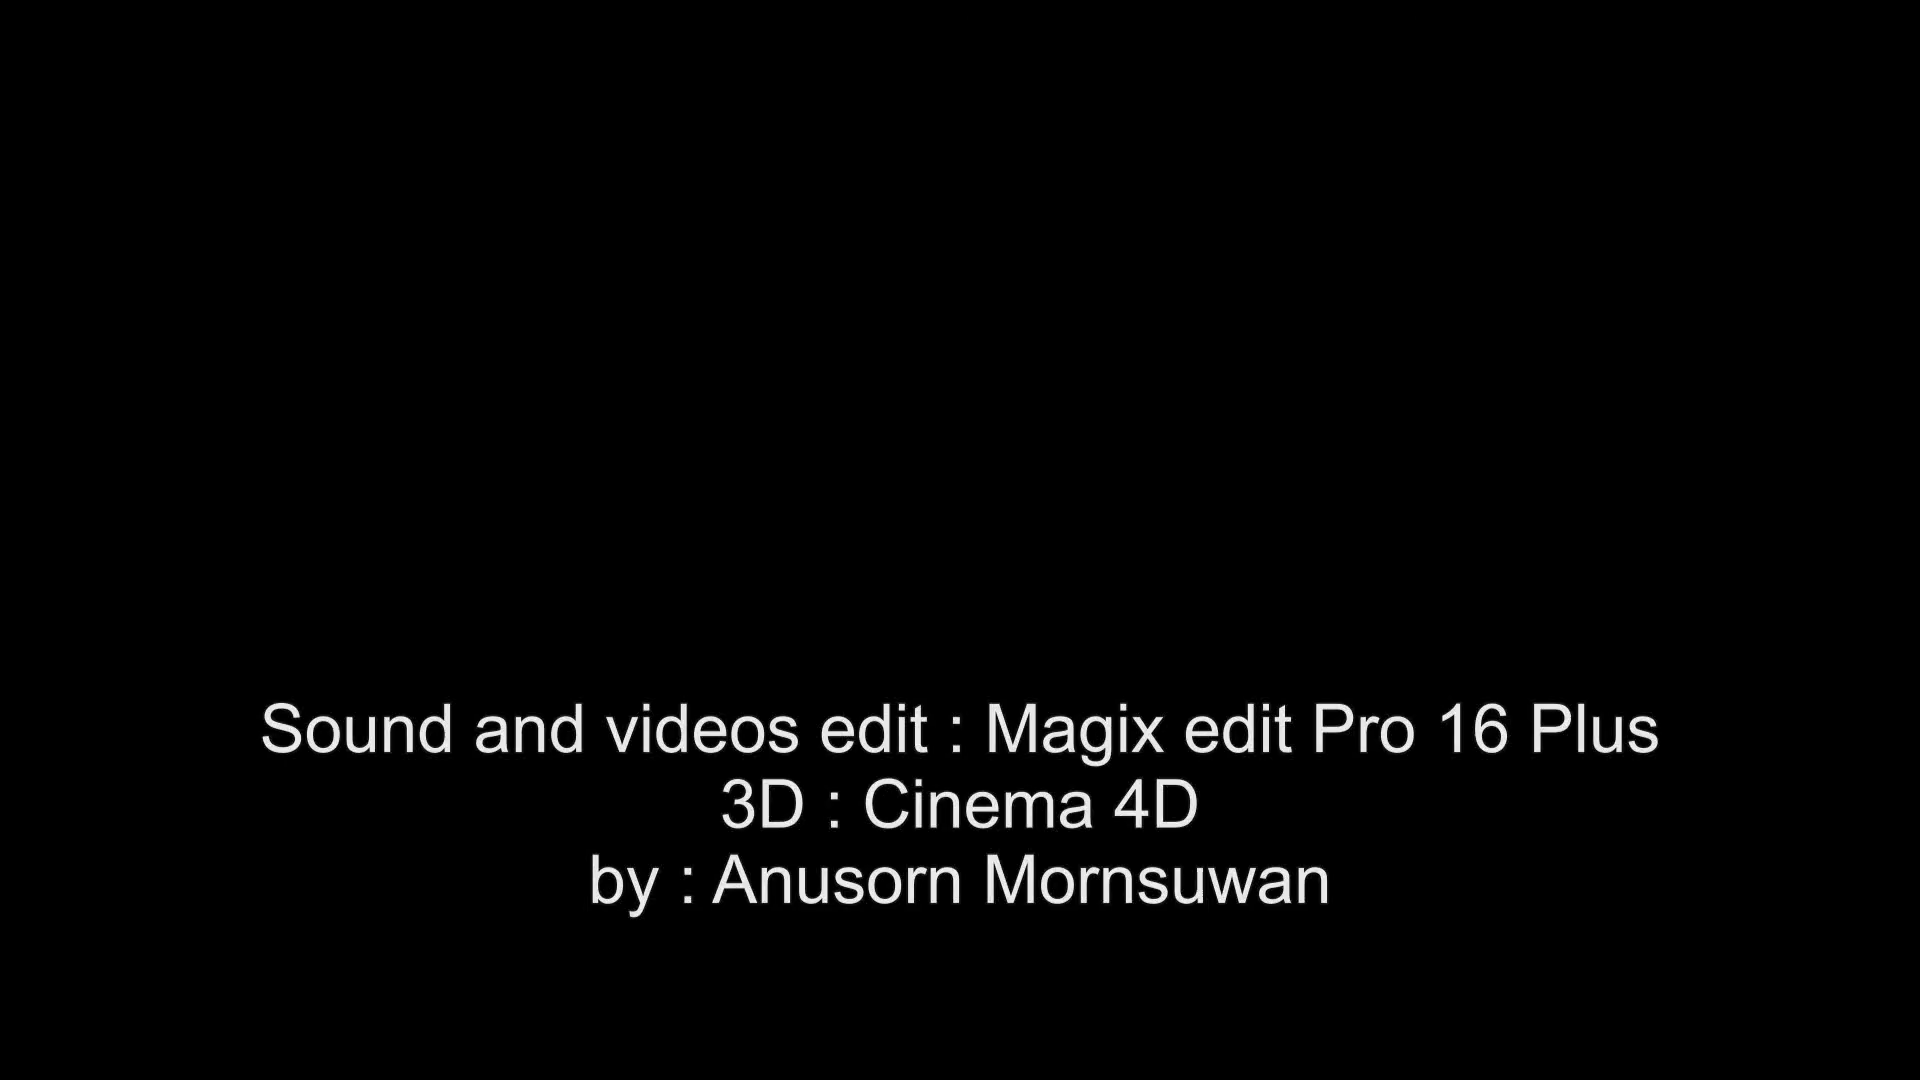 Sound and videos edit : Magix edit Pro 16 Plus
3D : Cinema 4D
by : Anusorn Mornsuwan